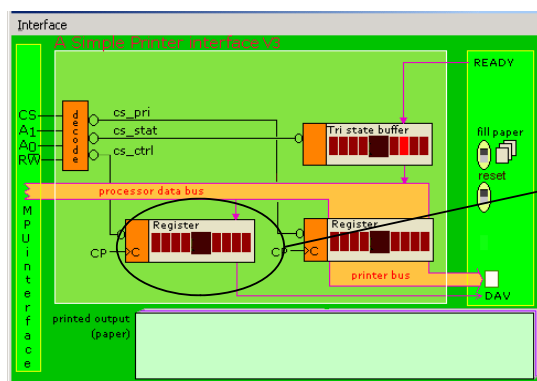 Interface
A Simple Printer interface V3
READY
CS
A1
A0
RW
decode
cs_pri
cs_stat
cs_ctrl
Tri state buffer
fill paper
reset
processor data bus
MPU interface
Register
CP
C
Register
CP
C
printer bus
DAV
printed output
(paper)